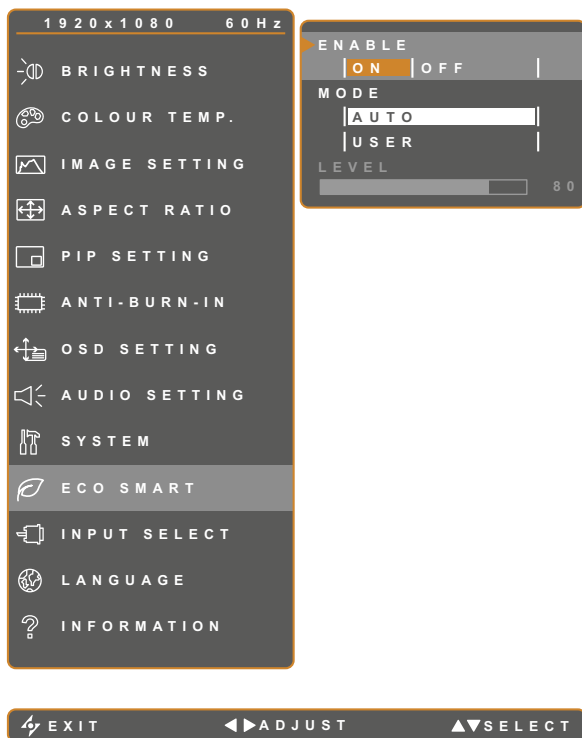 1920x1080 60Hz
BRIGHTNESS
COLOUR TEMP.
IMAGE SETTING
ASPECT RATIO
PIP SETTING
ANTI-BURN-IN
OSD SETTING
AUDIO SETTING
SYSTEM
ECO SMART
INPUT SELECT
LANGUAGE
INFORMATION
ENABLE
ON OFF
MODE
AUTO
USER
LEVEL
80
EXIT ADJUST SELECT